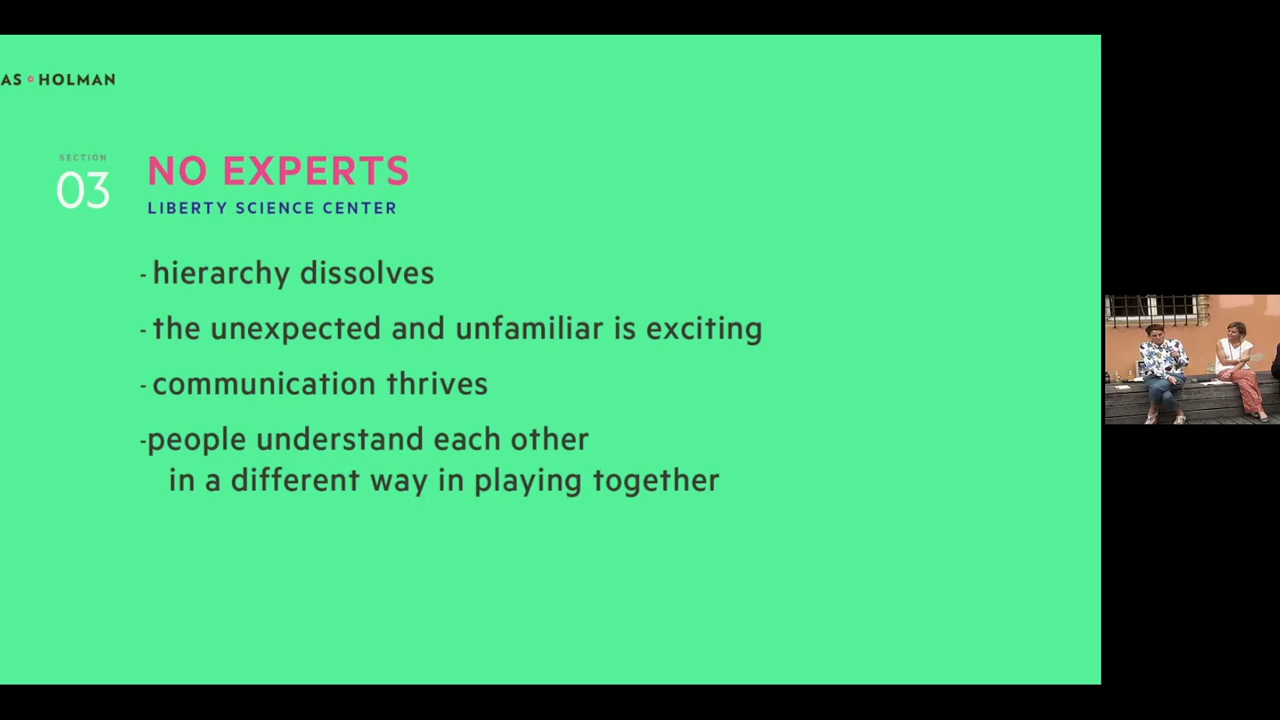 AS HOLMAN
SECTION
03
NO EXPERTS
LIBERTY SCIENCE CENTER
- hierarchy dissolves
- the unexpected and unfamiliar is exciting
- communication thrives
-people understand each other
in a different way in playing together